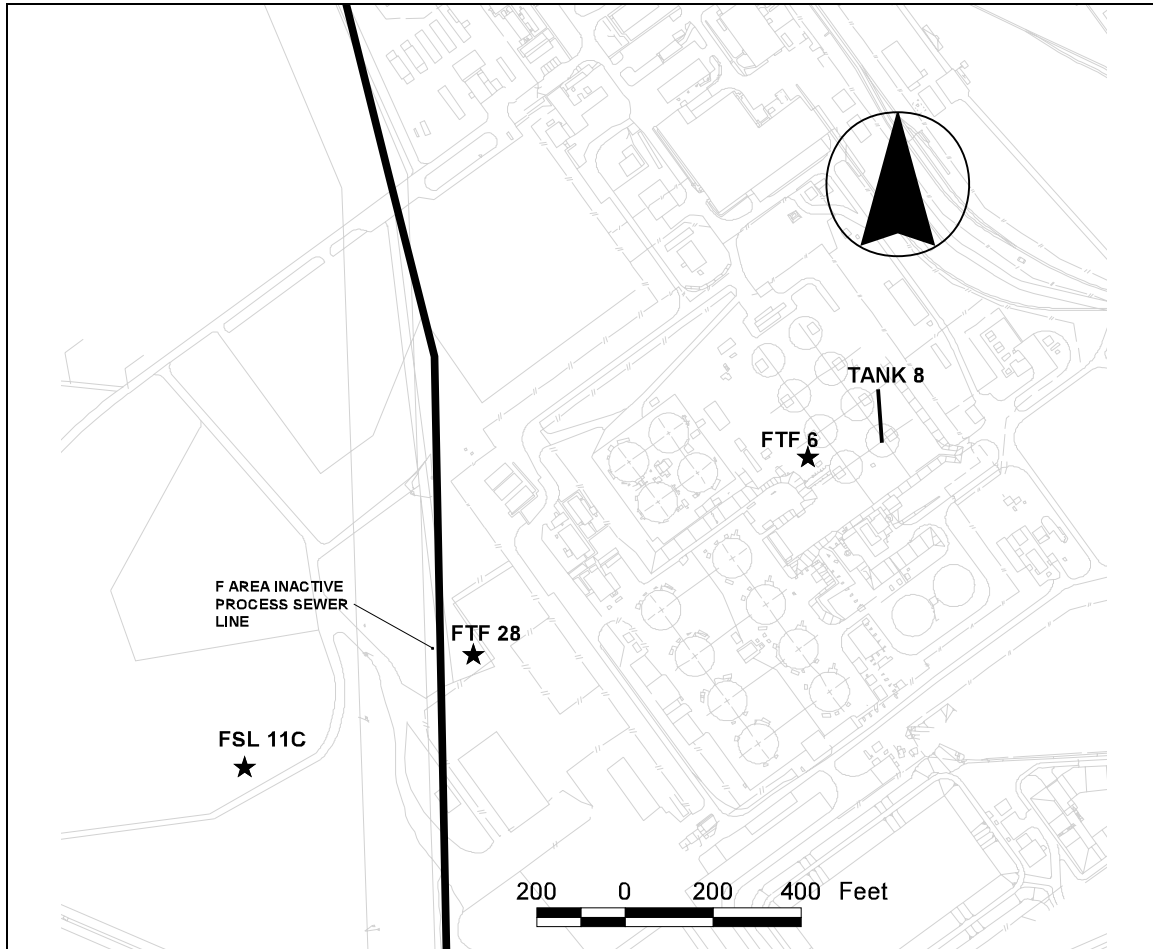 TANK 8
FTF 6
F AREA INACTIVE
PROCESS SEWER
LINE
FTF 28
FSL 11C
200 0 200 400 Feet